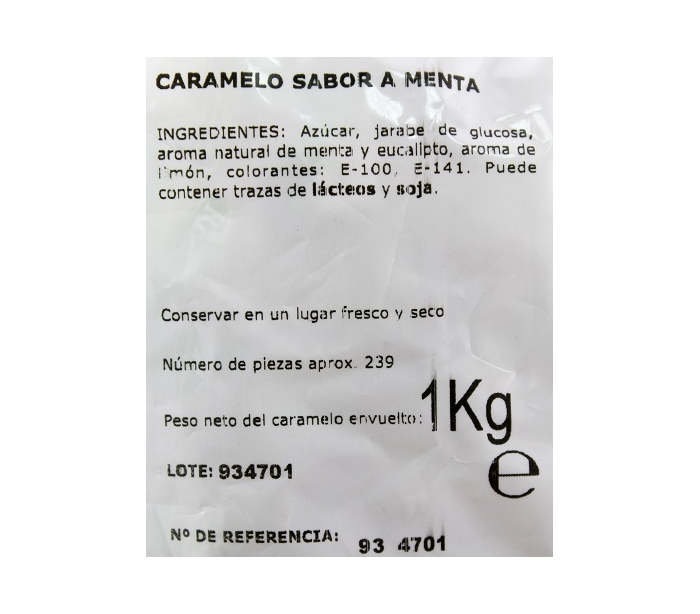 CARAMELO SABOR A MENTA
INGREDIENTES: Azúcar, jarabe de glucosa,
aroma natural de menta y eucalipto, aroma de
limón, colorantes: E-100, E-141. Puede
contener trazas de lácteos y soja.
Conservar en un lugar fresco y seco
Número de piezas aprox. 239
Peso neto del caramelo envuelto: 1Kg
e
LOTE: 934701
Nº DE REFERENCIA: 93 4701